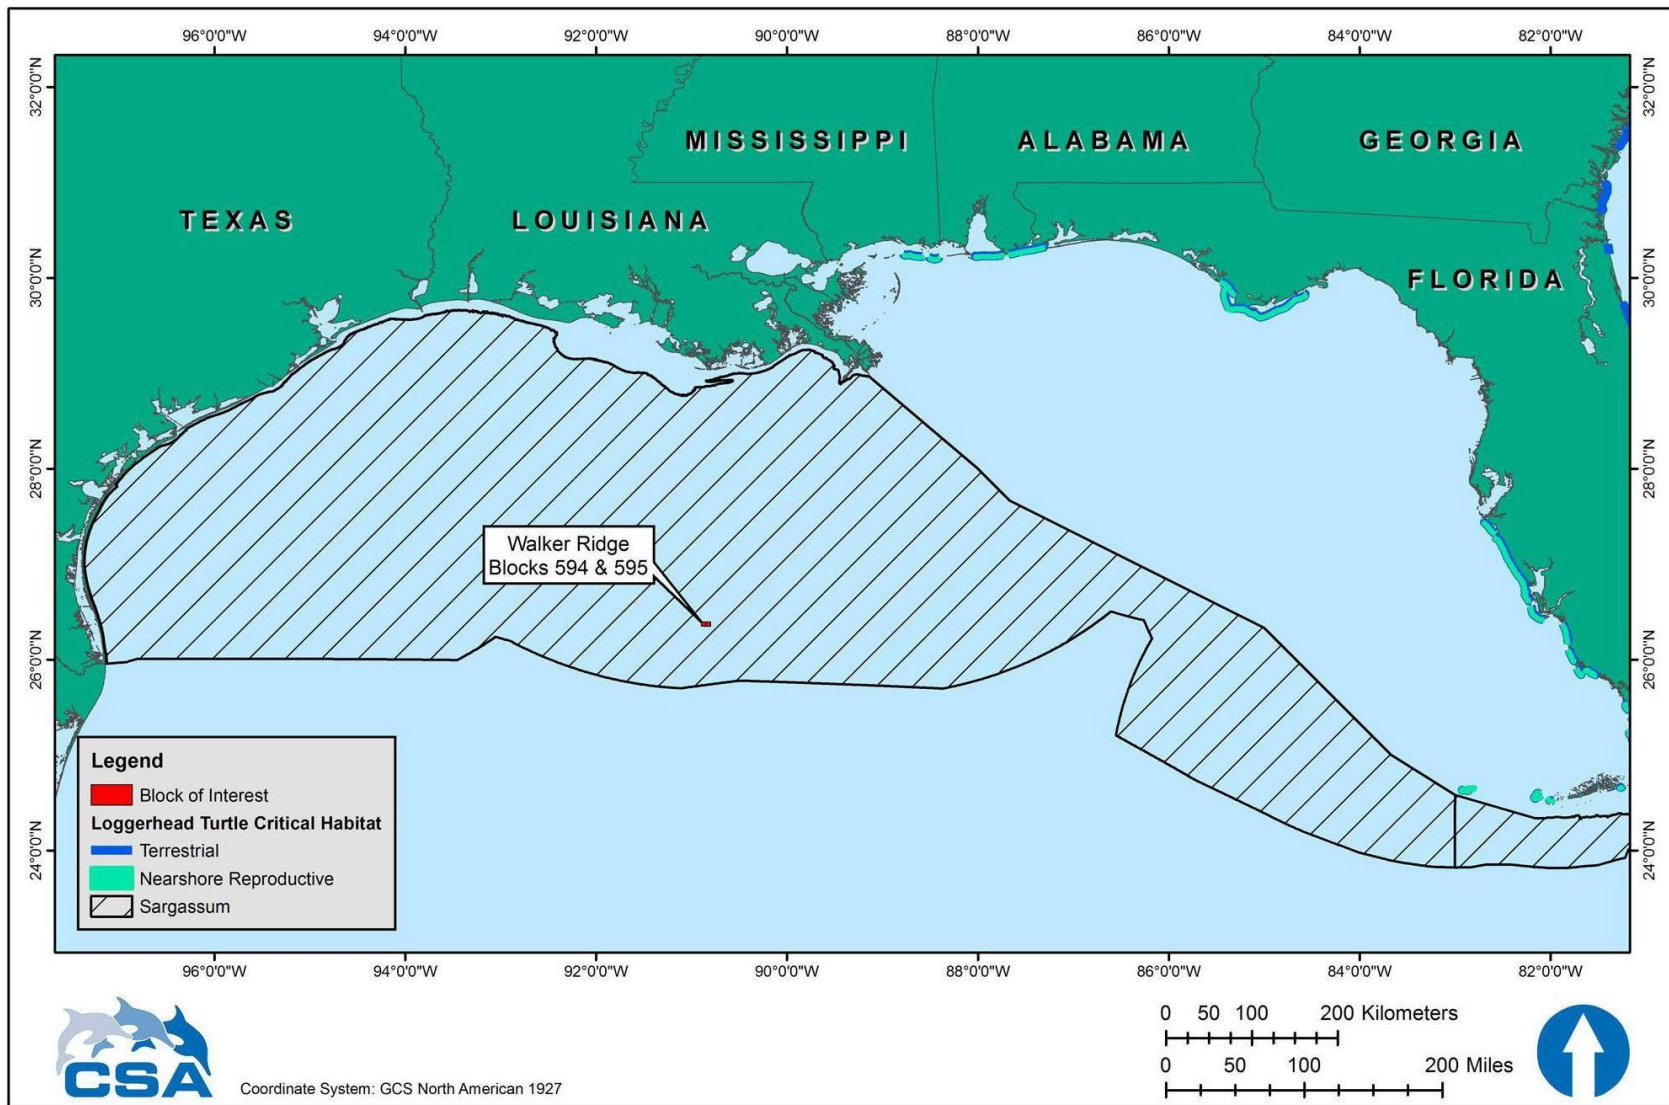 96°0'0"W 94°0'0"W 92°0'0"W 90°0'0"W 88°0'0"W 86°0'0"W 84°0'0"W 82°0'0"W
32°0'0"N
32°0'0"N
MISSISSIPPI
ALABAMA
GEORGIA
TEXAS
LOUISIANA
30°0'0"N
FLORIDA
30°0'0"N
28°0'0"N
28°0'0"N
Walker Ridge
Blocks 594 & 595
26°0'0"N
26°0'0"N
Legend
Block of Interest
Loggerhead Turtle Critical Habitat
Terrestrial
Nearshore Reproductive
Sargassum
24°0'0"N
24°0'0"N
96°0'0"W 94°0'0"W 92°0'0"W 90°0'0"W 88°0'0"W 86°0'0"W 84°0'0"W 82°0'0"W
CSA
Coordinate System: GCS North American 1927
0 50 100 200 Kilometers
0 50 100 200 Miles